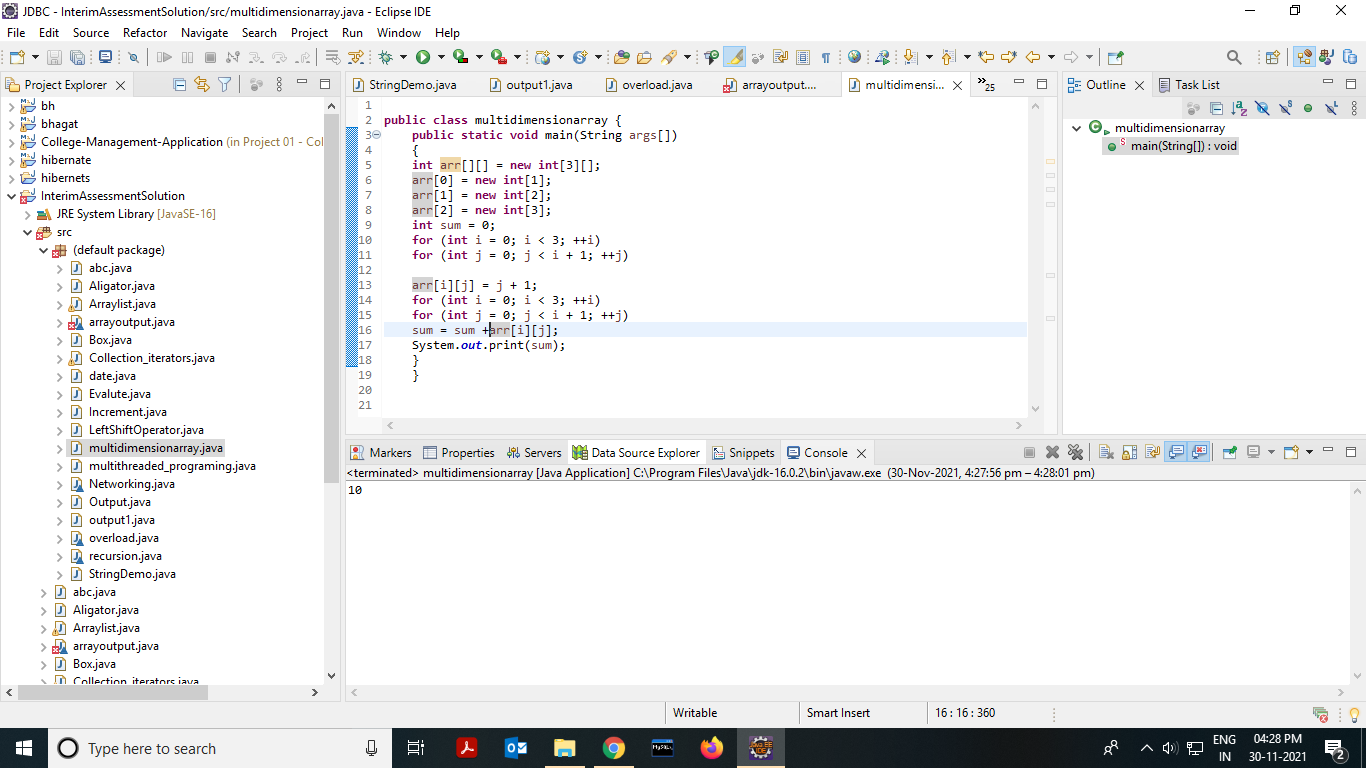 JDBC - InterimAssessmentSolution/src/multidimensionarray.java - Eclipse IDE
File Edit Source Refactor Navigate Search Project Run Window Help
Project Explorer
bh
bhagat
College-Management-Application (in Project 01 - Col
hibernate
hibernets
InterimAssessmentSolution
JRE System Library [JavaSE-16]
src
(default package)
abc.java
Aligator.java
Arraylist.java
arrayoutput.java
Box.java
Collection_iterators.java
date.java
Evalute.java
Increment.java
LeftShiftOperator.java
multidimensionarray.java
multithreaded_programing.java
Networking.java
Output.java
output1.java
overload.java
recursion.java
StringDemo.java
abc.java
Aligator.java
Arraylist.java
arrayoutput.java
Box.java
Collection_iterators.java
StringDemo.java output1.java overload.java arrayoutput.... multidimensi... 25
1
2 public class multidimensionarray {
3 public static void main(String args[])
4 {
5 int arr[][] = new int[3][];
6 arr[0] = new int[1];
7 arr[1] = new int[2];
8 arr[2] = new int[3];
9 int sum = 0;
10 for (int i = 0; i < 3; ++i)
11 for (int j = 0; j < i + 1; ++j)
12
13 arr[i][j] = j + 1;
14 for (int i = 0; i < 3; ++i)
15 for (int j = 0; j < i + 1; ++j)
16 sum = sum +arr[i][j];
17 System.out.print(sum);
18 }
19 }
20
21
Outline Task List
multidimensionarray
main(String[]) : void
Markers Properties Servers Data Source Explorer Snippets Console
<terminated> multidimensionarray [Java Application] C:\Program Files\Java\jdk-16.0.2\bin\javaw.exe (30-Nov-2021, 4:27:56 pm – 4:28:01 pm)
10
Writable Smart Insert 16 : 16 : 360
Type here to search
MySQL
Java EE
IDE
ENG
IN
04:28 PM
30-11-2021
2